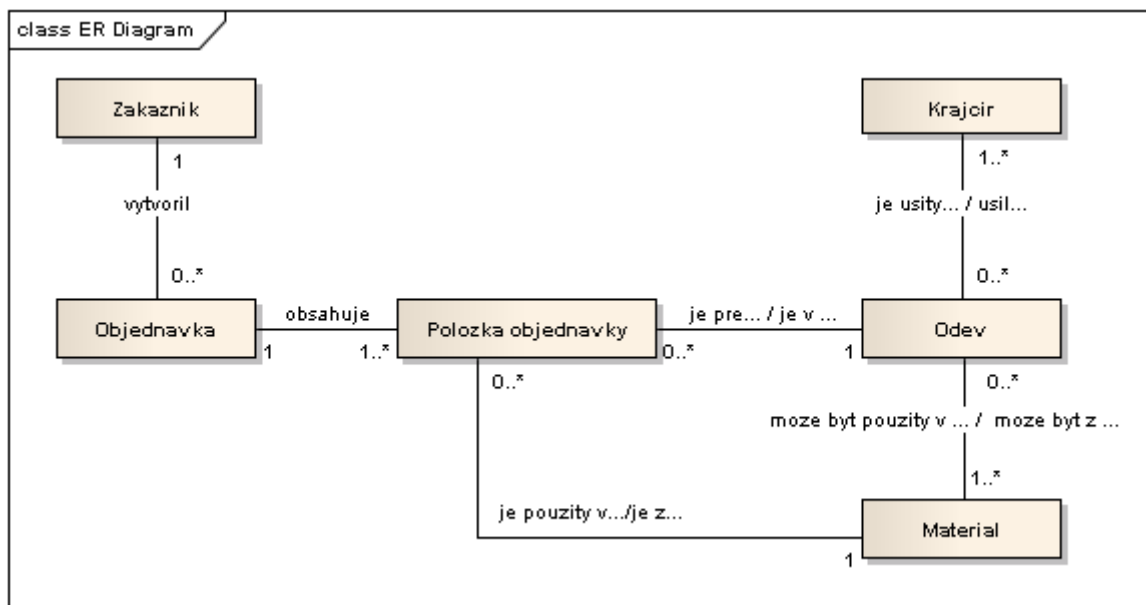 class ER Diagram
Zakaznik
Krajcir
1
1..*
vytvoril
je usity... / usil...
0..*
0..*
Objednavka
obsahuje
Polozka objednavky
je pre... / je v ...
Odev
1
1..*
0..*
1
0..*
0..*
moze byt pouzity v ... / moze byt z ...
1..*
je pouzity v.../je z...
Material
1